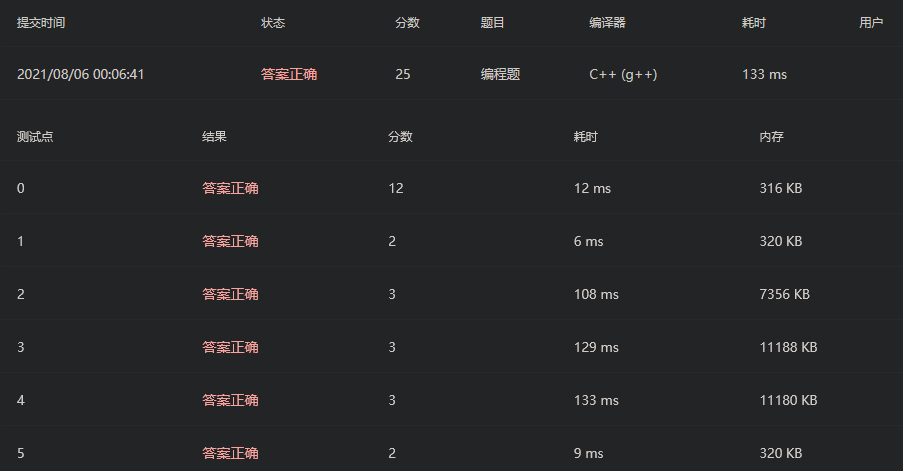 提交时间 状态 分数 题目 编译器 耗时 用户
2021/08/06 00:06:41 答案正确 25 编程题 C++ (g++) 133 ms
测试点 结果 分数 耗时 内存
0 答案正确 12 12 ms 316 KB
1 答案正确 2 6 ms 320 KB
2 答案正确 3 108 ms 7356 KB
3 答案正确 3 129 ms 11188 KB
4 答案正确 3 133 ms 11180 KB
5 答案正确 2 9 ms 320 KB